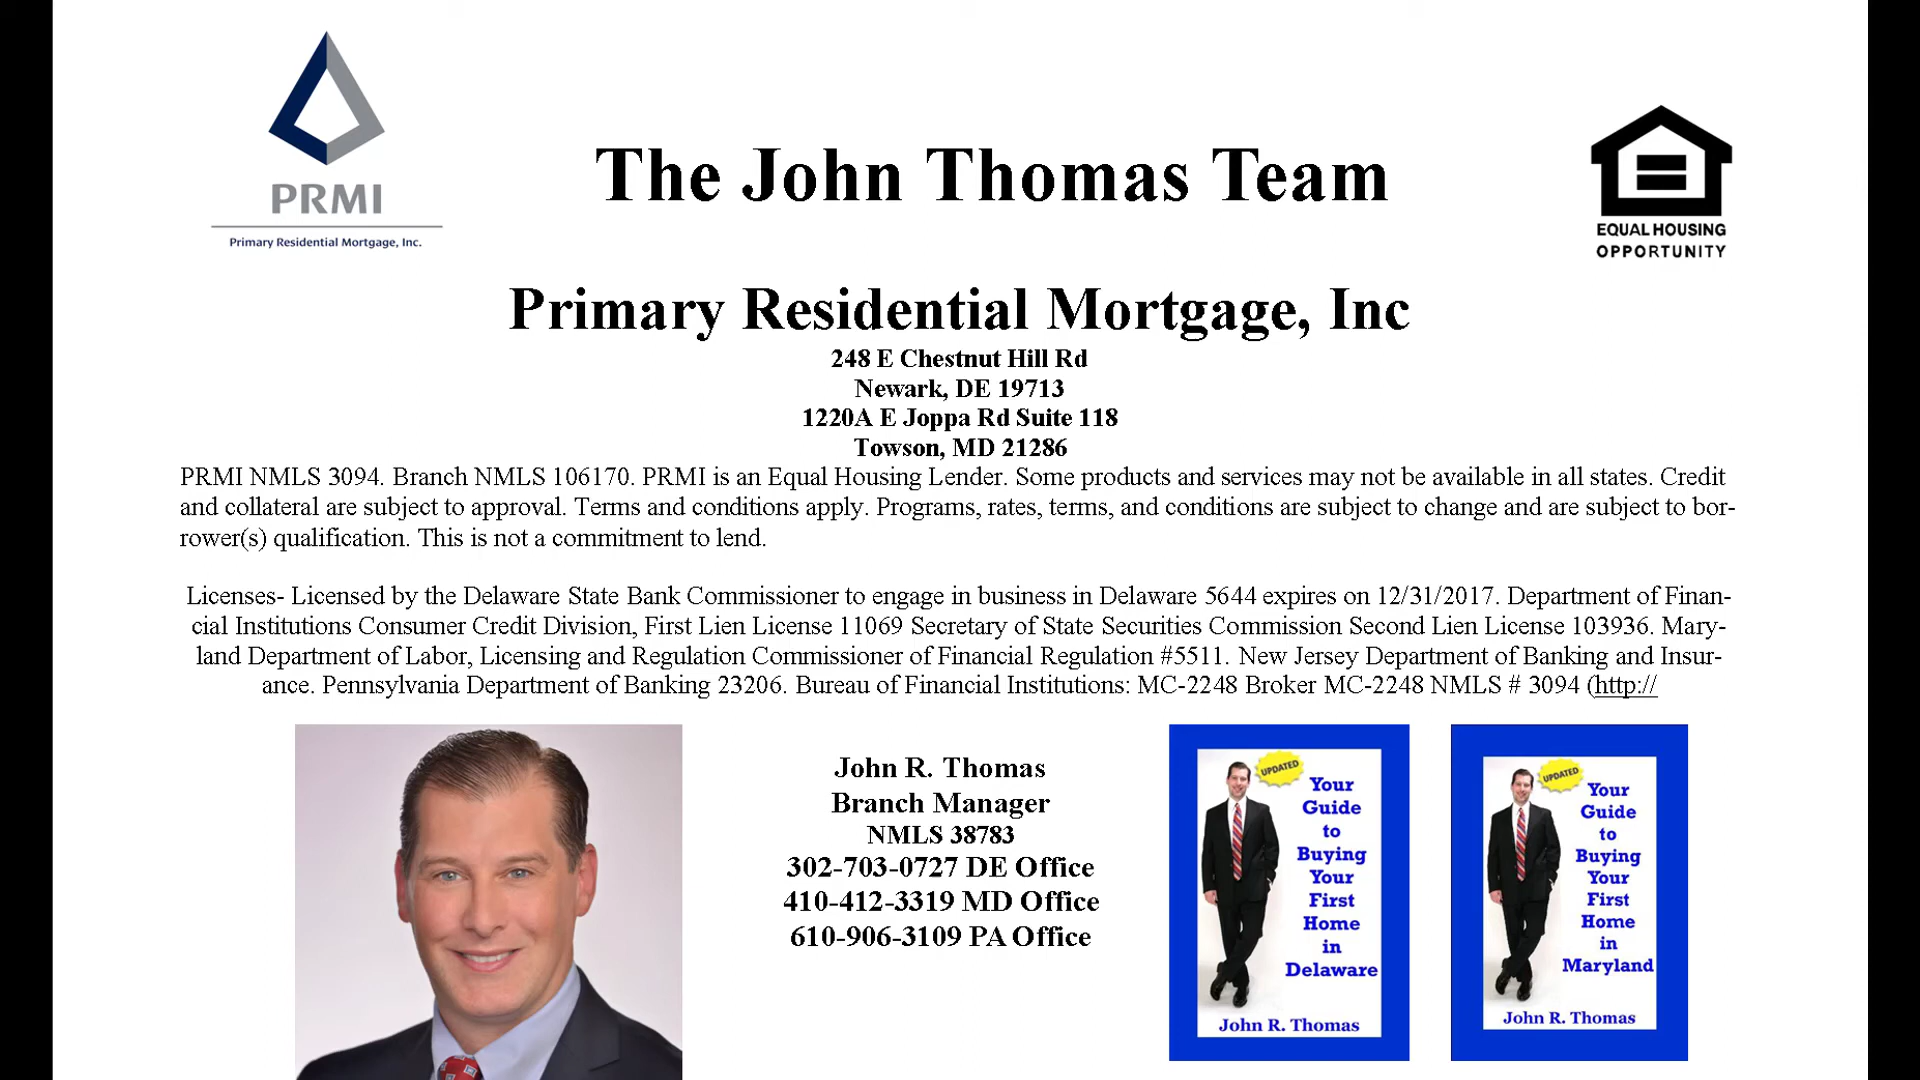 PRMI
Primary Residential Mortgage, Inc.
The John Thomas Team
EQUAL HOUSING
OPPORTUNITY
Primary Residential Mortgage, Inc
248 E Chestnut Hill Rd
Newark, DE 19713
1220A E Joppa Rd Suite 118
Towson, MD 21286
PRMI NMLS 3094. Branch NMLS 106170. PRMI is an Equal Housing Lender. Some products and services may not be available in all states. Credit
and collateral are subject to approval. Terms and conditions apply. Programs, rates, terms, and conditions are subject to change and are subject to bor-
rower(s) qualification. This is not a commitment to lend.
Licenses- Licensed by the Delaware State Bank Commissioner to engage in business in Delaware 5644 expires on 12/31/2017. Department of Finan-
cial Institutions Consumer Credit Division, First Lien License 11069 Secretary of State Securities Commission Second Lien License 103936. Mary-
land Department of Labor, Licensing and Regulation Commissioner of Financial Regulation #5511. New Jersey Department of Banking and Insur-
ance. Pennsylvania Department of Banking 23206. Bureau of Financial Institutions: MC-2248 Broker MC-2248 NMLS # 3094 (http://
John R. Thomas
Branch Manager
NMLS 38783
302-703-0727 DE Office
410-412-3319 MD Office
610-906-3109 PA Office
UPDATED
Your
Guide
to
Buying
Your
First
Home
in
Delaware
John R. Thomas
UPDATED
Your
Guide
to
Buying
Your
First
Home
in
Maryland
John R. Thomas